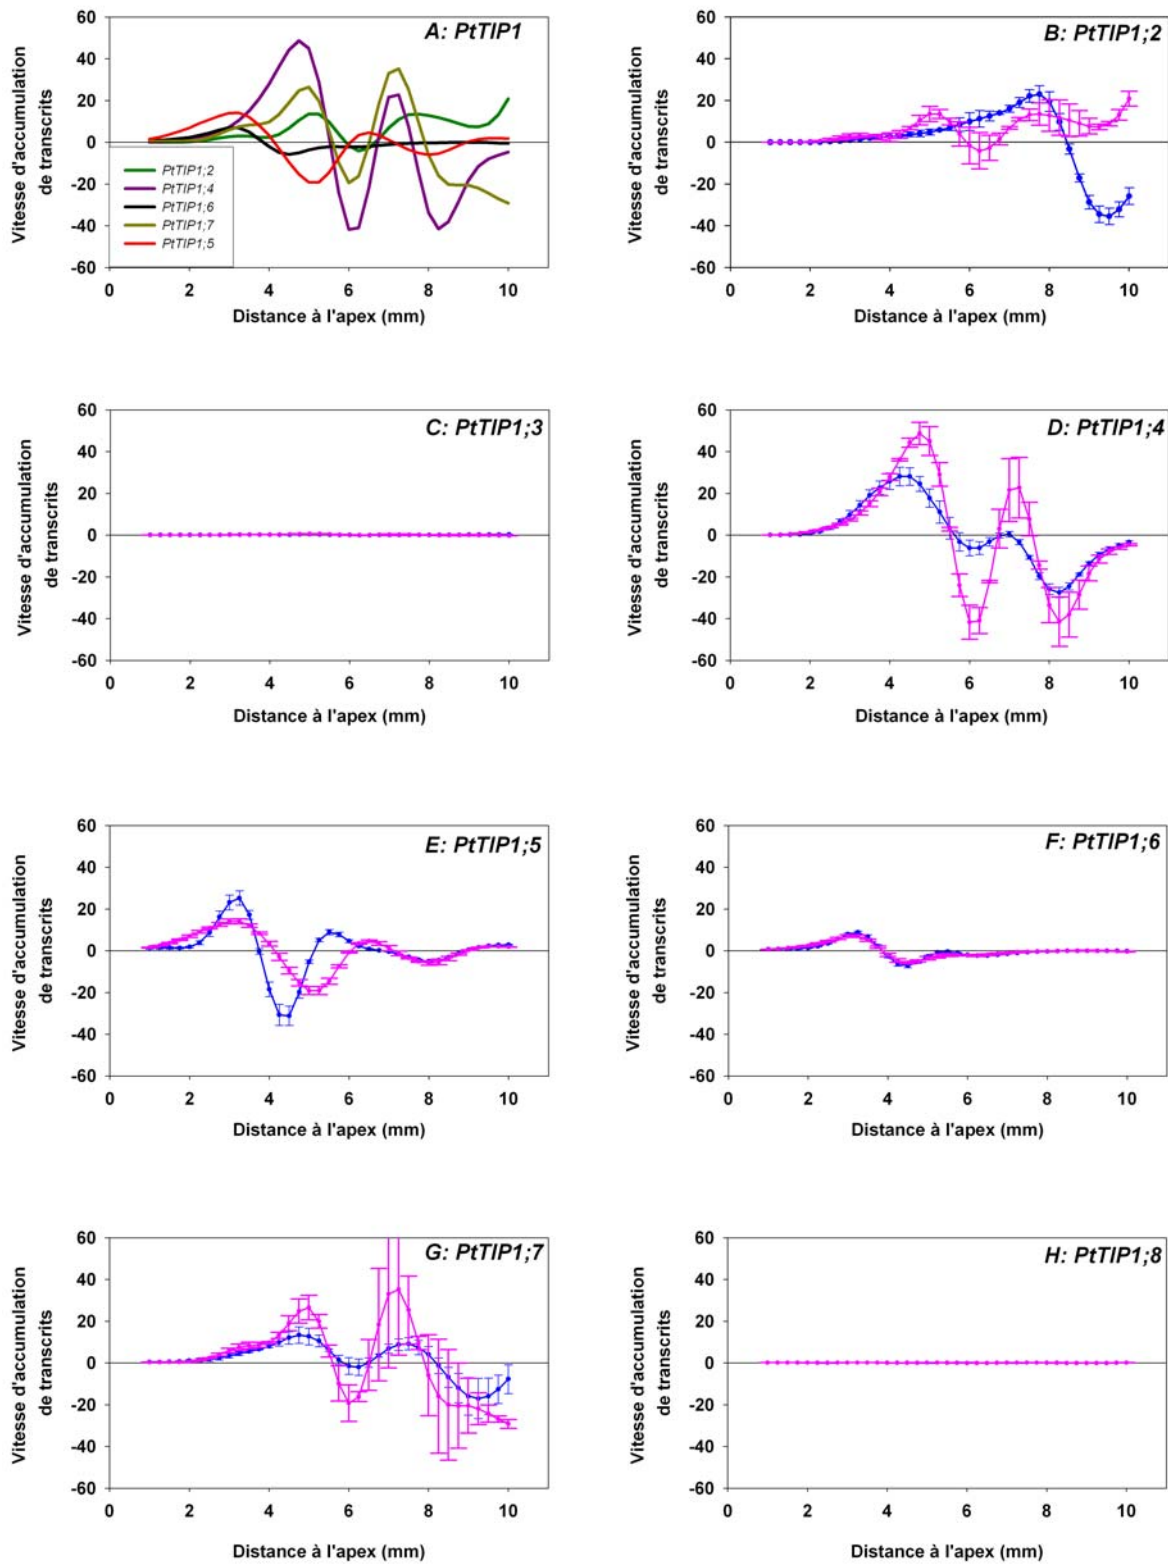 A: PtTIP1
Vitesse d'accumulation
de transcrits
60
40
20
0
-20
-40
-60
PtTIP1;2
PtTIP1;4
PtTIP1;6
PtTIP1;7
PtTIP1;5
0 2 4 6 8 10
Distance à l'apex (mm)
B: PtTIP1;2
Vitesse d'accumulation
de transcrits
60
40
20
0
-20
-40
-60
0 2 4 6 8 10
Distance à l'apex (mm)
C: PtTIP1;3
Vitesse d'accumulation
de transcrits
60
40
20
0
-20
-40
-60
0 2 4 6 8 10
Distance à l'apex (mm)
D: PtTIP1;4
Vitesse d'accumulation
de transcrits
60
40
20
0
-20
-40
-60
0 2 4 6 8 10
Distance à l'apex (mm)
E: PtTIP1;5
Vitesse d'accumulation
de transcrits
60
40
20
0
-20
-40
-60
0 2 4 6 8 10
Distance à l'apex (mm)
F: PtTIP1;6
Vitesse d'accumulation
de transcrits
60
40
20
0
-20
-40
-60
0 2 4 6 8 10
Distance à l'apex (mm)
G: PtTIP1;7
Vitesse d'accumulation
de transcrits
60
40
20
0
-20
-40
-60
0 2 4 6 8 10
Distance à l'apex (mm)
H: PtTIP1;8
Vitesse d'accumulation
de transcrits
60
40
20
0
-20
-40
-60
0 2 4 6 8 10
Distance à l'apex (mm)